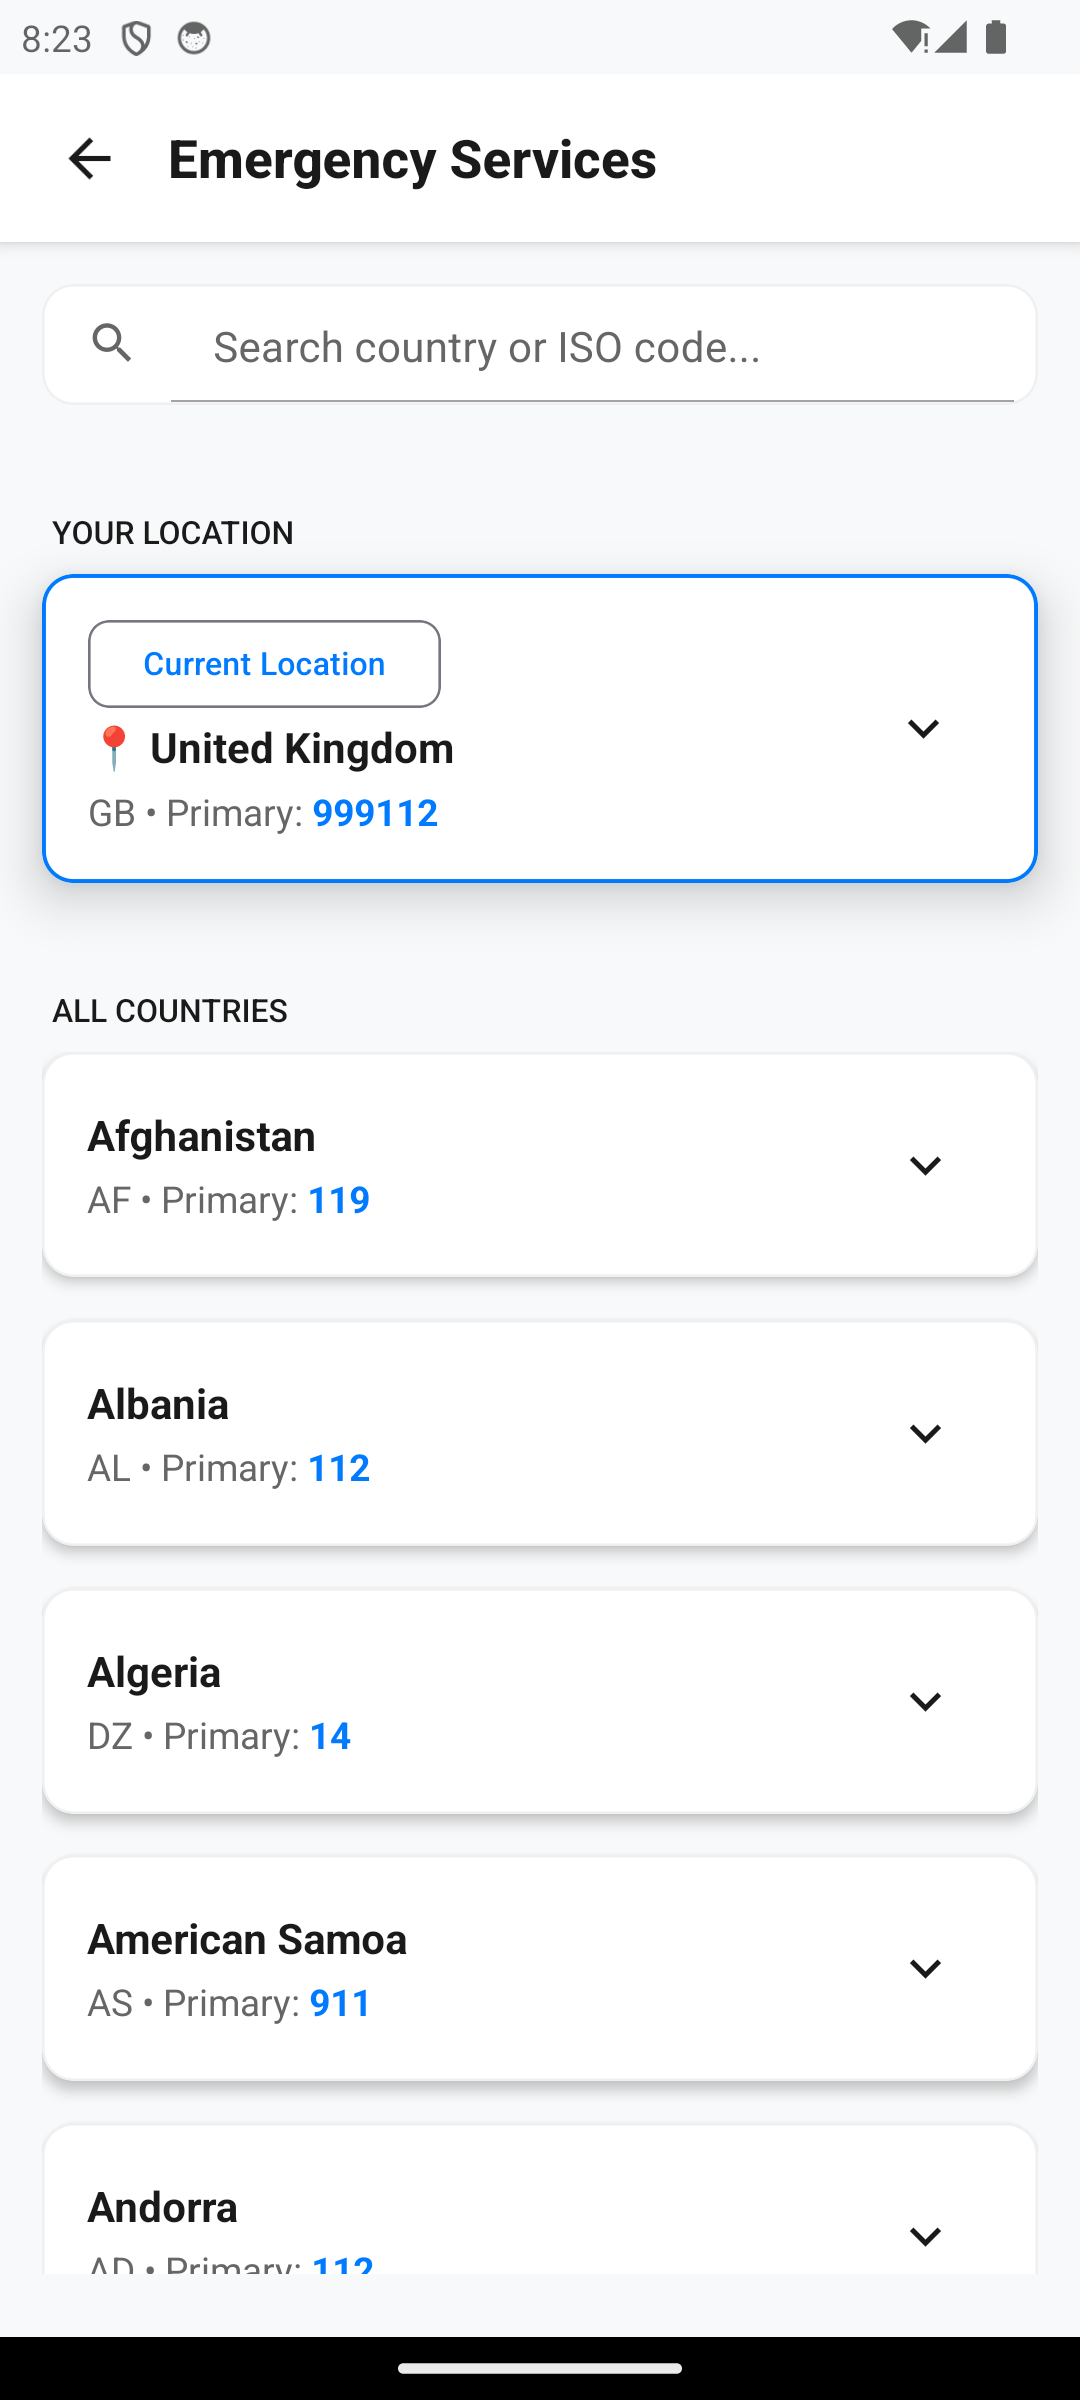 8:23
Emergency Services
Search country or ISO code...
YOUR LOCATION
Current Location
📍 United Kingdom
GB • Primary: 999112
ALL COUNTRIES
Afghanistan
AF • Primary: 119
Albania
AL • Primary: 112
Algeria
DZ • Primary: 14
American Samoa
AS • Primary: 911
Andorra
AD • Primary: 112